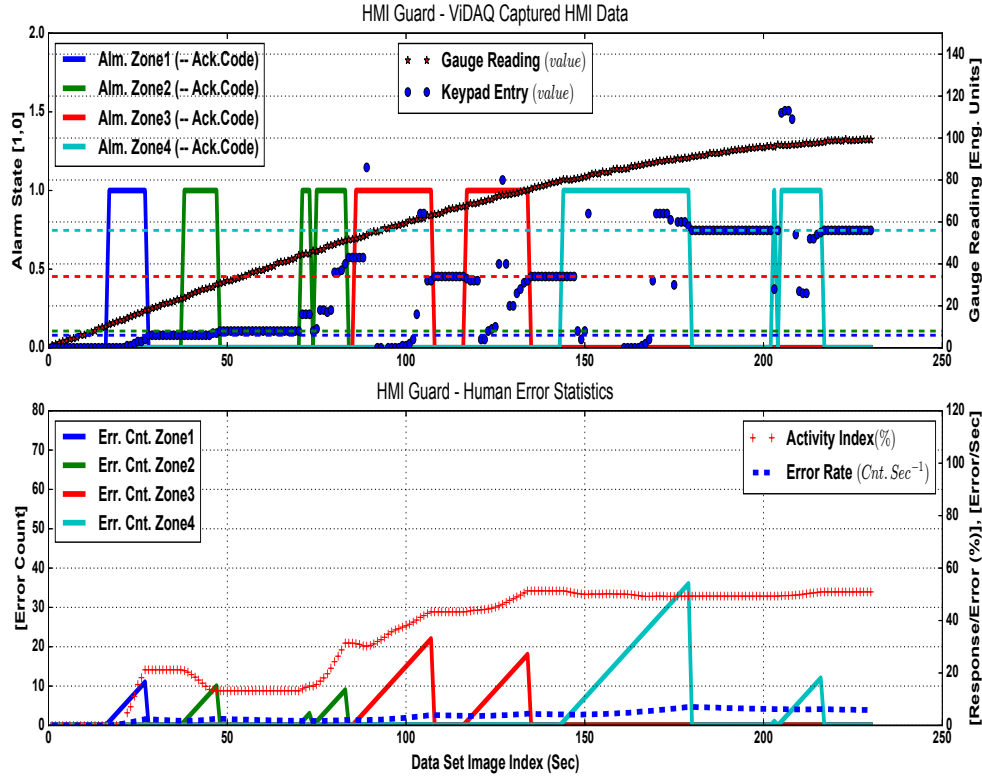 HMI Guard - ViDAQ Captured HMI Data
Alarm State [1,0]
2.0
1.5
1.0
0.5
0.0
Alm. Zone1 (-- Ack.Code)
Alm. Zone2 (-- Ack.Code)
Alm. Zone3 (-- Ack.Code)
Alm. Zone4 (-- Ack.Code)
Gauge Reading (value)
Keypad Entry (value)
140
120
100
80
60
40
20
0
Gauge Reading [Eng. Units]
0 50 100 150 200 250
HMI Guard - Human Error Statistics
[Error Count]
80
70
60
50
40
30
20
10
0
Err. Cnt. Zone1
Err. Cnt. Zone2
Err. Cnt. Zone3
Err. Cnt. Zone4
Activity Index(%)
Error Rate (Cnt.Sec⁻¹)
120
100
80
60
40
20
0
[Response/Error (%)], [Error/Sec]
0 50 100 150 200 250
Data Set Image Index (Sec)